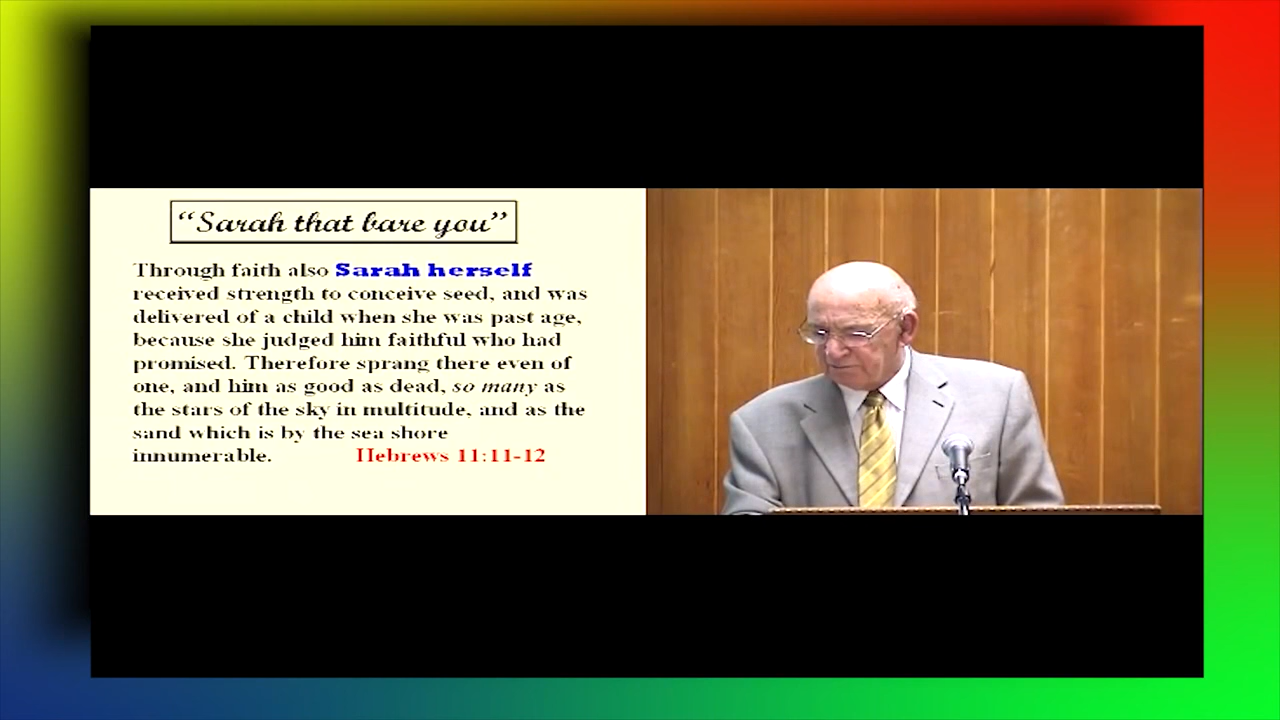 “Sarah that bare you”
Through faith also Sarah herself
received strength to conceive seed, and was
delivered of a child when she was past age,
because she judged him faithful who had
promised. Therefore sprang there even of
one, and him as good as dead, so many as
the stars of the sky in multitude, and as the
sand which is by the sea shore
innumerable. Hebrews 11:11-12